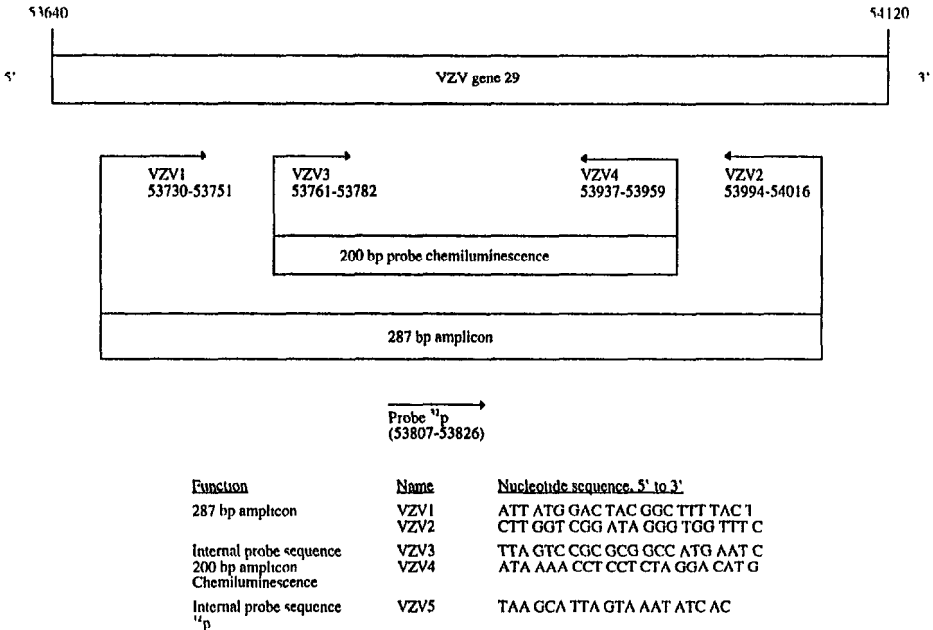 53640 54120
5' VZV gene 29 3'
VZV1 VZV3 VZV4 VZV2
53730-53751 53761-53782 53937-53959 53994-54016
200 bp probe chemiluminescence
287 bp amplicon
Probe p
(53807-53826)
Function Name Nucleotide sequence, 5' to 3'
287 bp amplicon VZV1 ATT ATG GAC TAC GGC TTT TAC
VZV2 CTT GGT CGG ATA GGG TGG TTT C
Internal probe sequence VZV3 TTA GTC CGC GCG GCC ATG AAT C
200 bp amplicon VZV4 ATA AAA CCT CCT CTA GGA CAT G
Chemiluminescence
Internal probe sequence VZV5 TAA GCA TTA GTA AAT ATC AC
p